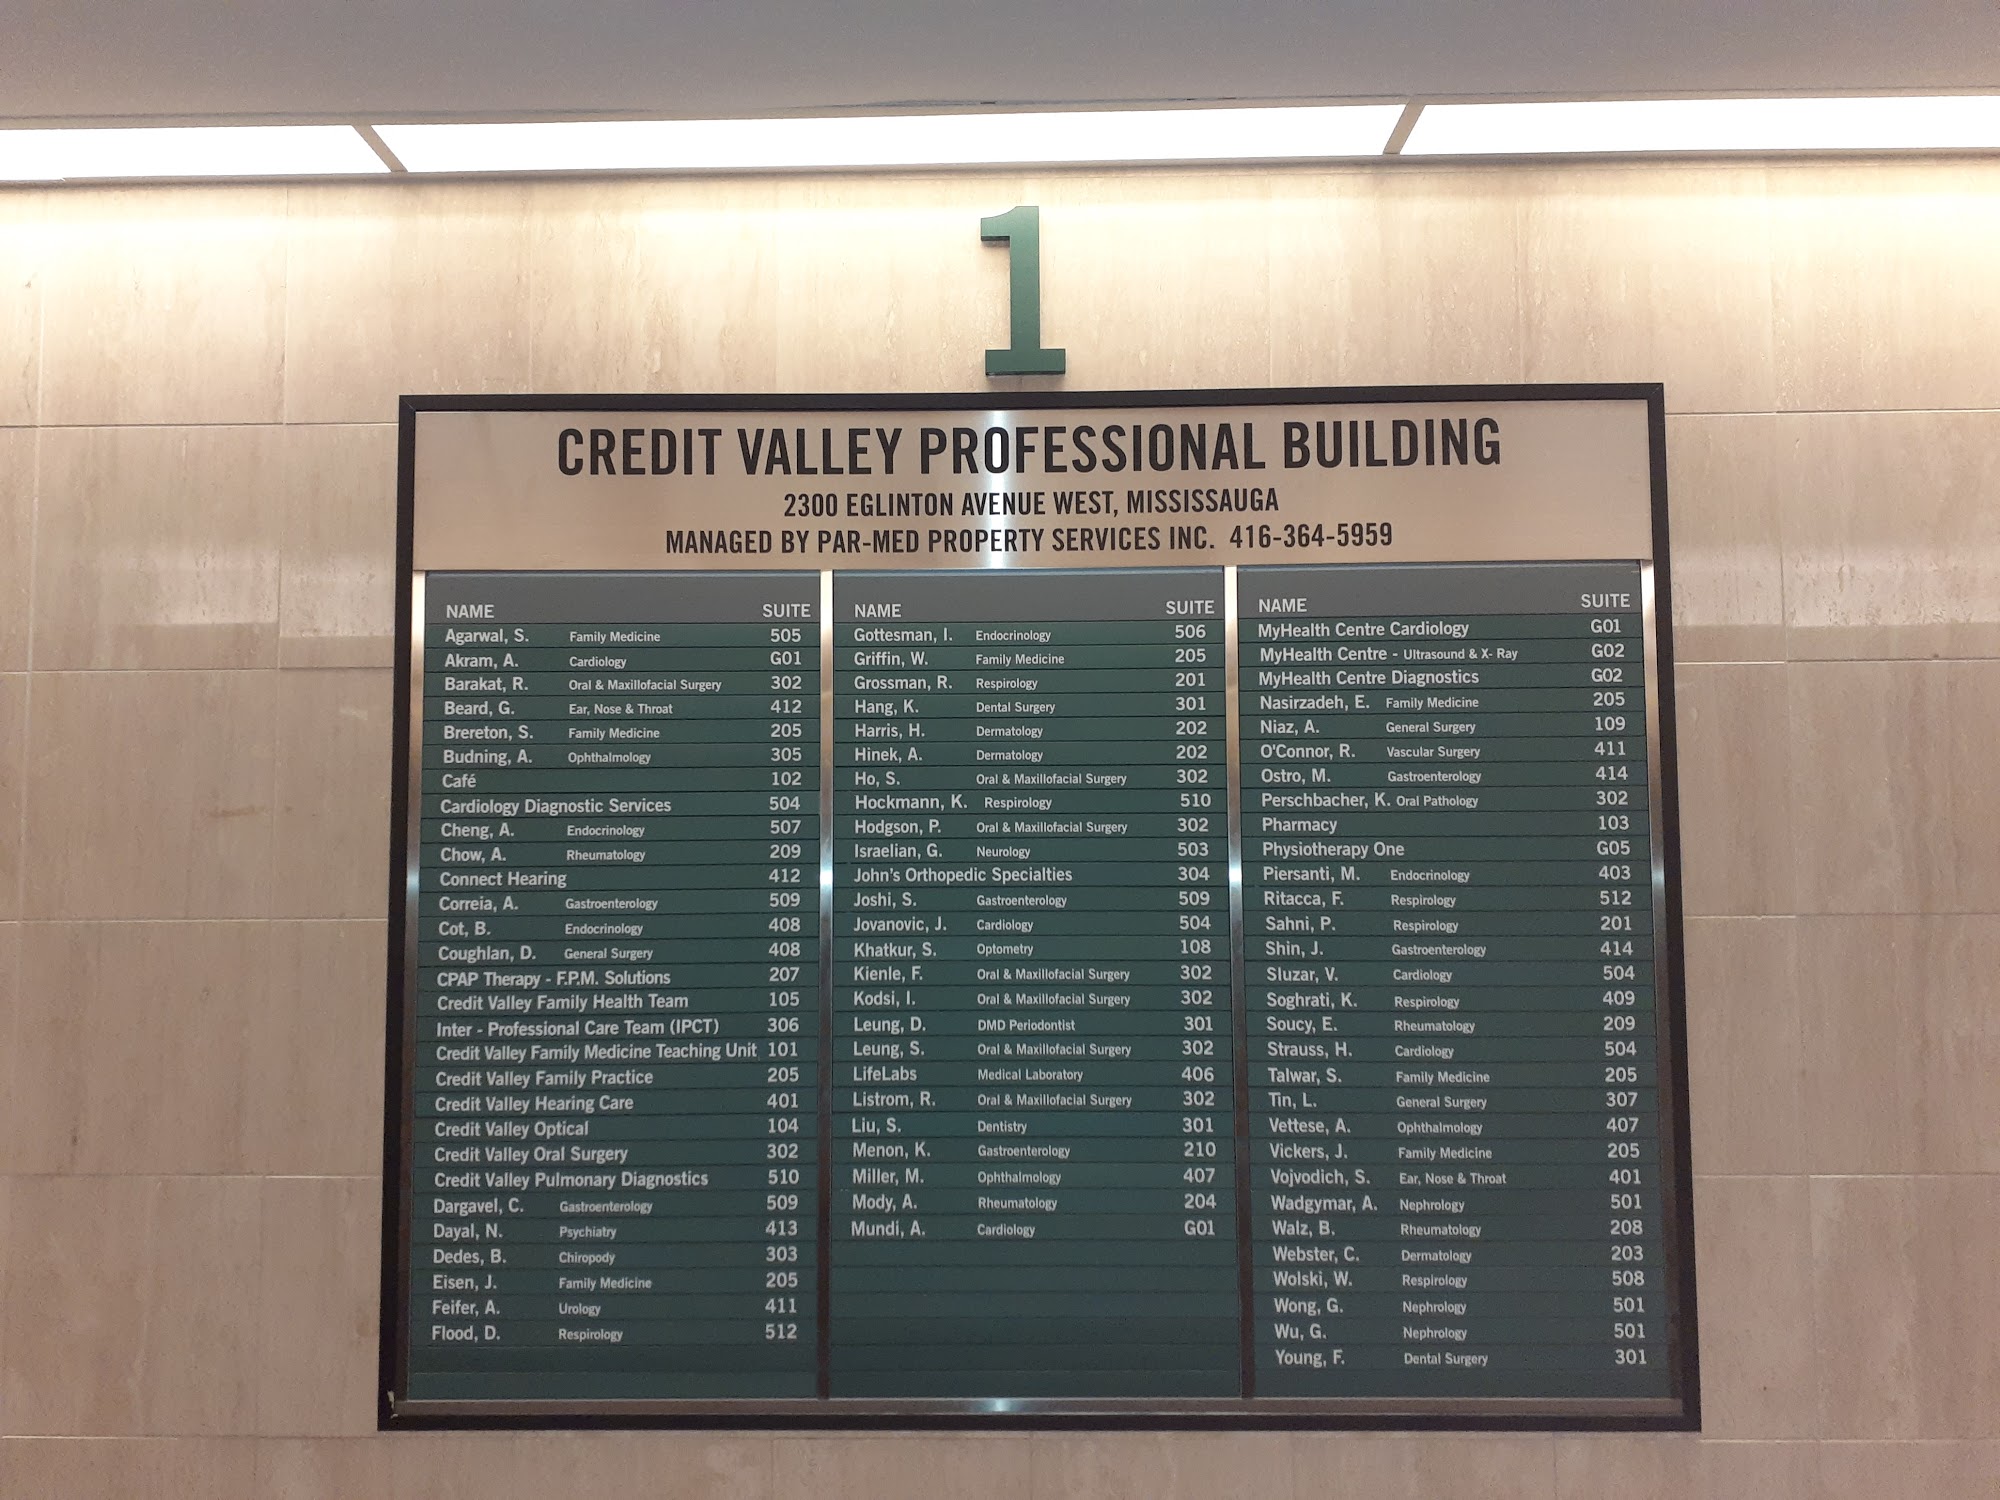 1
CREDIT VALLEY PROFESSIONAL BUILDING
2300 EGLINTON AVENUE WEST, MISSISSAUGA
MANAGED BY PAR-MED PROPERTY SERVICES INC. 416-364-5959
NAME SUITE
Agarwal, S. Family Medicine 505
Akram, A. Cardiology G01
Barakat, R. Oral & Maxillofacial Surgery 302
Beard, G. Ear, Nose & Throat 412
Brereton, S. Family Medicine 205
Budning, A. Ophthalmology 305
Café 102
Cardiology Diagnostic Services 504
Cheng, A. Endocrinology 507
Chow, A. Rheumatology 209
Connect Hearing 412
Correia, A. Gastroenterology 509
Cot, B. Endocrinology 408
Coughlan, D. General Surgery 408
CPAP Therapy - F.P.M. Solutions 207
Credit Valley Family Health Team 105
Inter - Professional Care Team (IPCT) 306
Credit Valley Family Medicine Teaching Unit 101
Credit Valley Family Practice 205
Credit Valley Hearing Care 401
Credit Valley Optical 104
Credit Valley Oral Surgery 302
Credit Valley Pulmonary Diagnostics 510
Dargavel, C. Gastroenterology 509
Dayal, N. Psychiatry 413
Dedes, B. Chiropody 303
Eisen, J. Family Medicine 205
Feifer, A. Urology 411
Flood, D. Respirology 512
NAME SUITE
Gottesman, I. Endocrinology 506
Griffin, W. Family Medicine 205
Grossman, R. Respirology 201
Hang, K. Dental Surgery 301
Harris, H. Dermatology 202
Hinek, A. Dermatology 202
Ho, S. Oral & Maxillofacial Surgery 302
Hockmann, K. Respirology 510
Hodgson, P. Oral & Maxillofacial Surgery 302
Israelian, G. Neurology 503
John's Orthopedic Specialties 304
Joshi, S. Gastroenterology 509
Jovanovic, J. Cardiology 504
Khatkur, S. Optometry 108
Kienle, F. Oral & Maxillofacial Surgery 302
Kodsi, I. Oral & Maxillofacial Surgery 302
Leung, D. DMD Periodontist 301
Leung, S. Oral & Maxillofacial Surgery 302
LifeLabs Medical Laboratory 406
Listrom, R. Oral & Maxillofacial Surgery 302
Liu, S. Dentistry 301
Menon, K. Gastroenterology 210
Miller, M. Ophthalmology 407
Mody, A. Rheumatology 204
Mundi, A. Cardiology G01
NAME SUITE
MyHealth Centre Cardiology G01
MyHealth Centre - Ultrasound & X- Ray G02
MyHealth Centre Diagnostics G02
Nasirzadeh, E. Family Medicine 205
Niaz, A. General Surgery 109
O'Connor, R. Vascular Surgery 411
Ostro, M. Gastroenterology 414
Perschbacher, K. Oral Pathology 302
Pharmacy 103
Physiotherapy One G05
Piersanti, M. Endocrinology 403
Ritacca, F. Respirology 512
Sahni, P. Respirology 201
Shin, J. Gastroenterology 414
Sluzar, V. Cardiology 504
Soghrati, K. Respirology 409
Soucy, E. Rheumatology 209
Strauss, H. Cardiology 504
Talwar, S. Family Medicine 205
Tin, L. General Surgery 307
Vettese, A. Ophthalmology 407
Vickers, J. Family Medicine 205
Vojvodich, S. Ear, Nose & Throat 401
Wadgymar, A. Nephrology 501
Walz, B. Rheumatology 208
Webster, C. Dermatology 203
Wolski, W. Respirology 508
Wong, G. Nephrology 501
Wu, G. Nephrology 501
Young, F. Dental Surgery 301